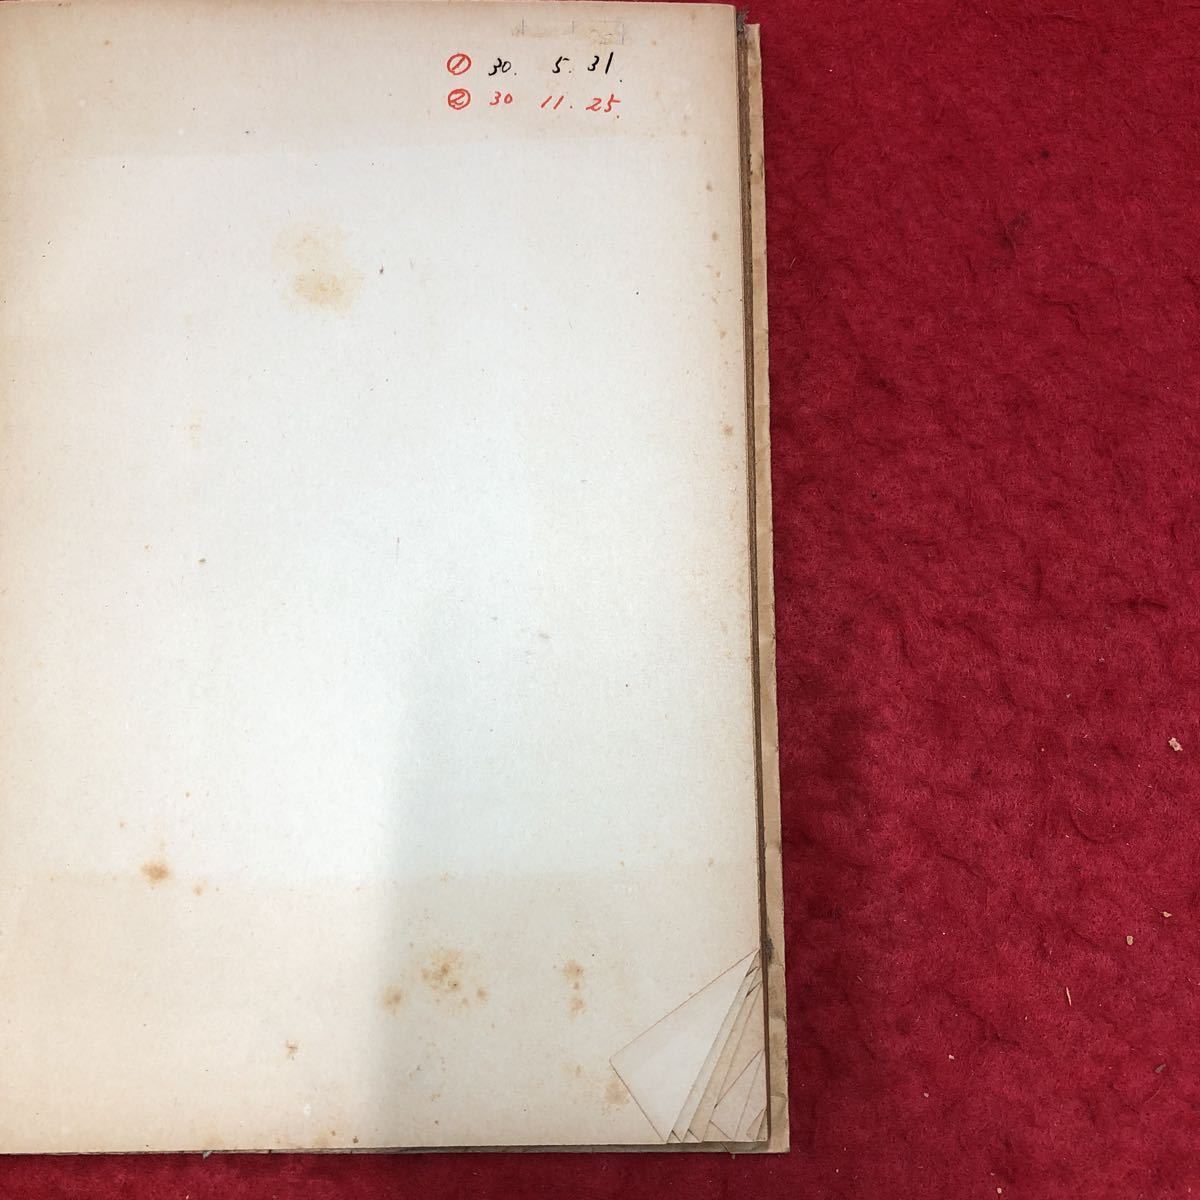 ① 30. 5. 31.
② 30 11. 25.